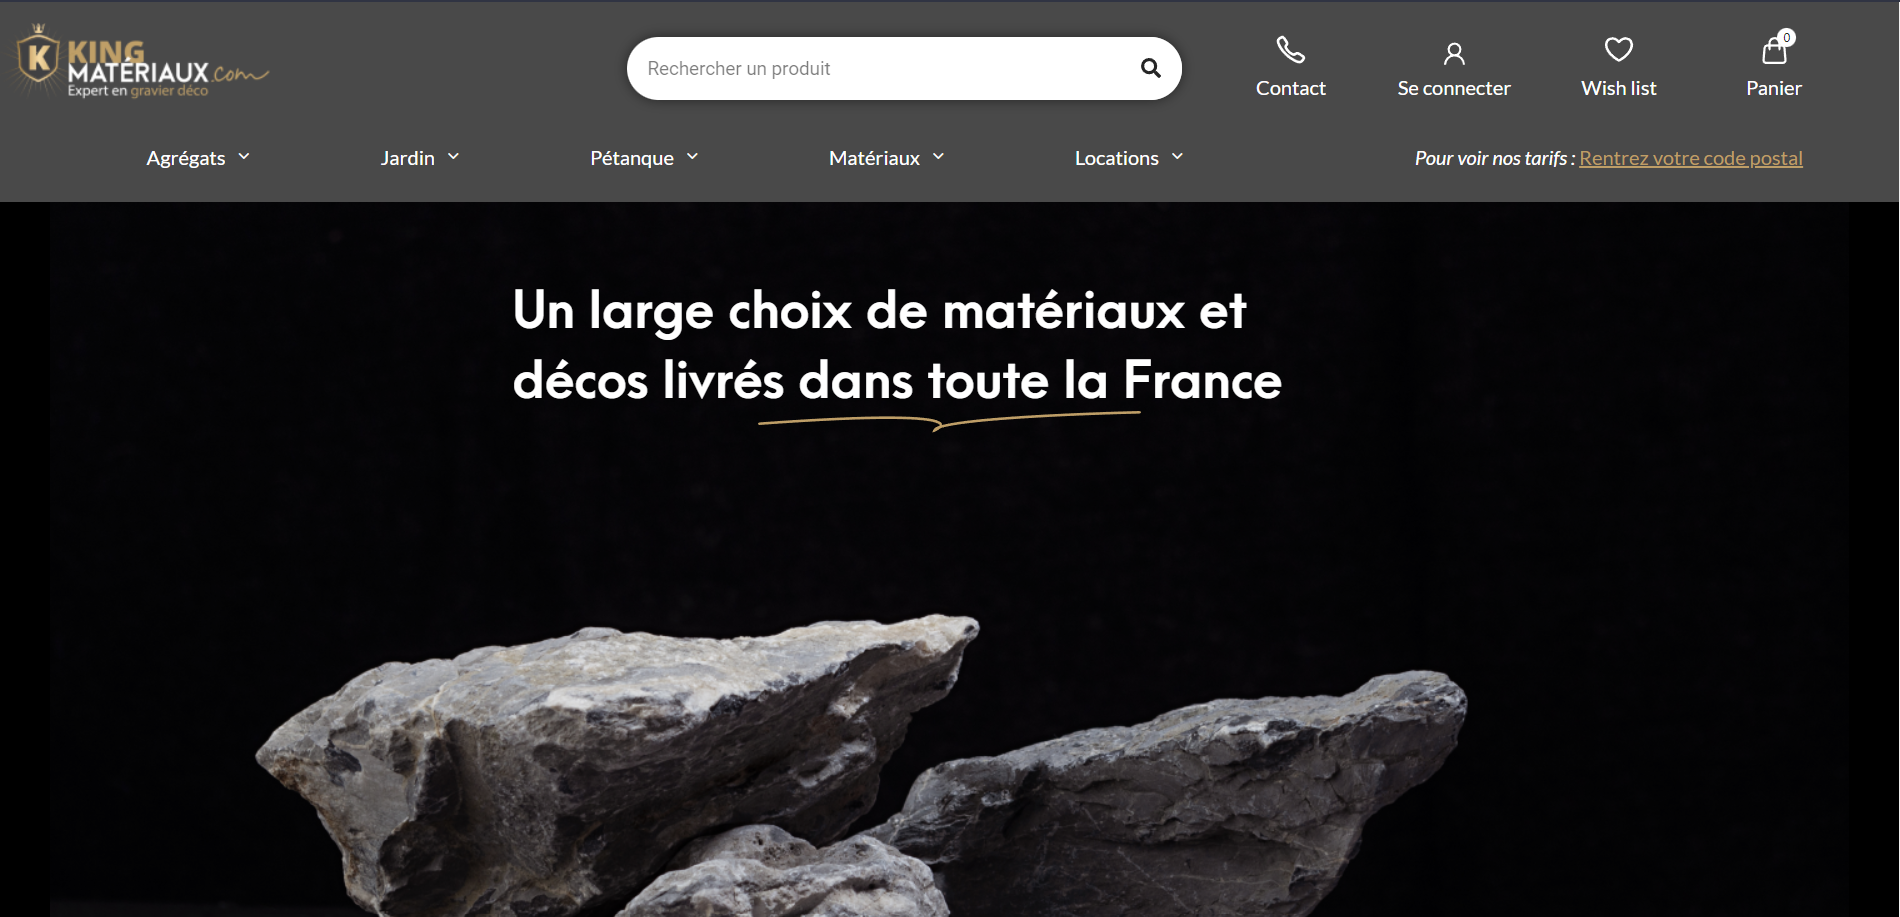 KING
MATÉRIAUX.com
Expert en gravier déco
Rechercher un produit
Contact
Se connecter
Wish list
0
Panier
Agrégats
Jardin
Pétanque
Matériaux
Locations
Pour voir nos tarifs : Rentrez votre code postal
Un large choix de matériaux et
décos livrés dans toute la France